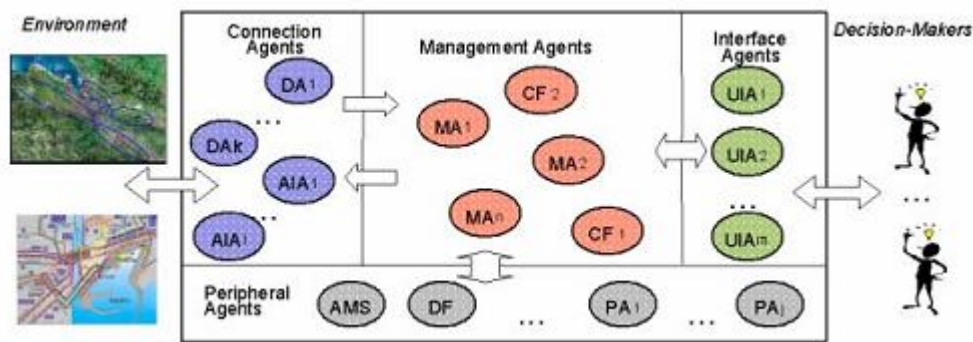 Environment
Connection Agents
Management Agents
Interface Agents
Decision-Makers
DA1
...
DAk
AIA1
...
AIA1
CF2
MA1
MA2
MAn
CF1
UIA1
UIA2
...
UIAm
...
Peripheral Agents
AMS
DF
...
PA1
...
PAj